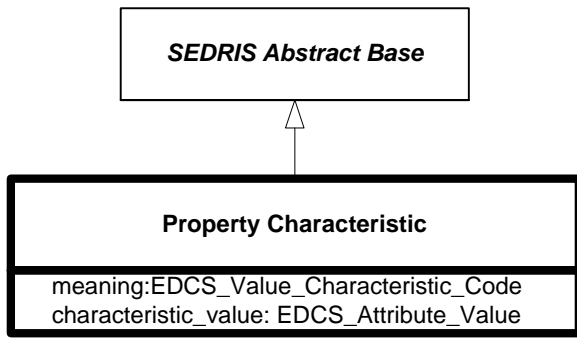 SEDRIS Abstract Base
Property Characteristic
meaning:EDCS_Value_Characteristic_Code
characteristic_value: EDCS_Attribute_Value